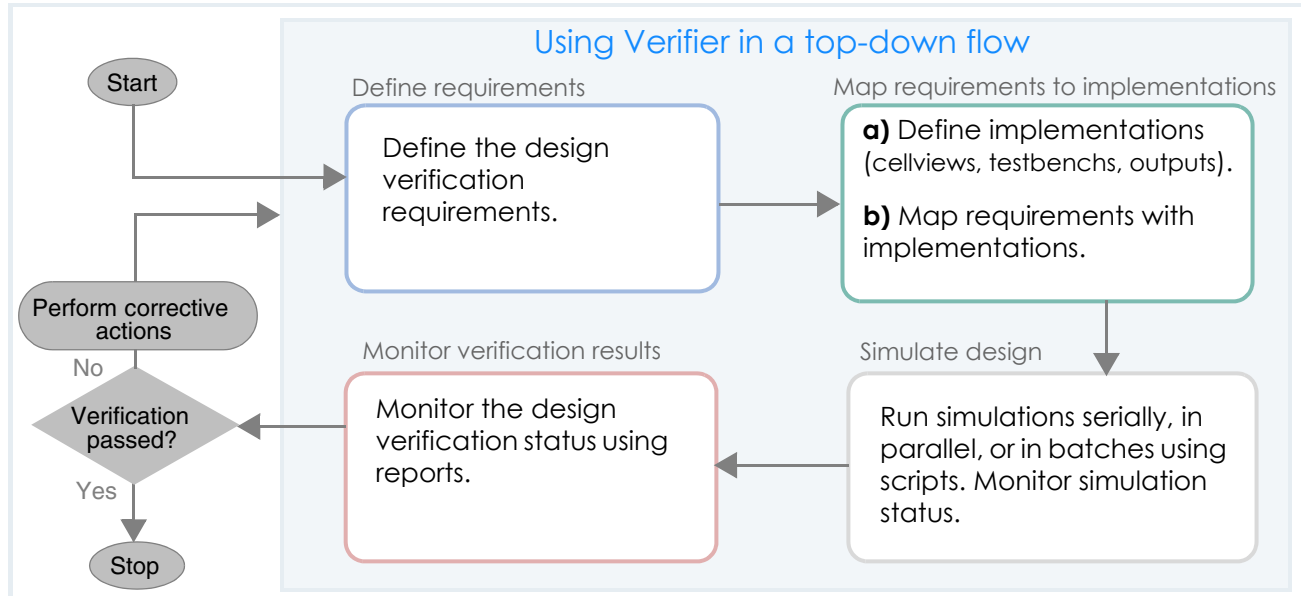 Using Verifier in a top-down flow
Start
Define requirements
Define the design
verification
requirements.
Map requirements to implementations
a) Define implementations
(cellviews, testbenchs, outputs).
b) Map requirements with
implementations.
Simulate design
Run simulations serially, in
parallel, or in batches using
scripts. Monitor simulation
status.
Monitor verification results
Monitor the design
verification status using
reports.
Verification
passed?
No
Perform corrective
actions
Yes
Stop